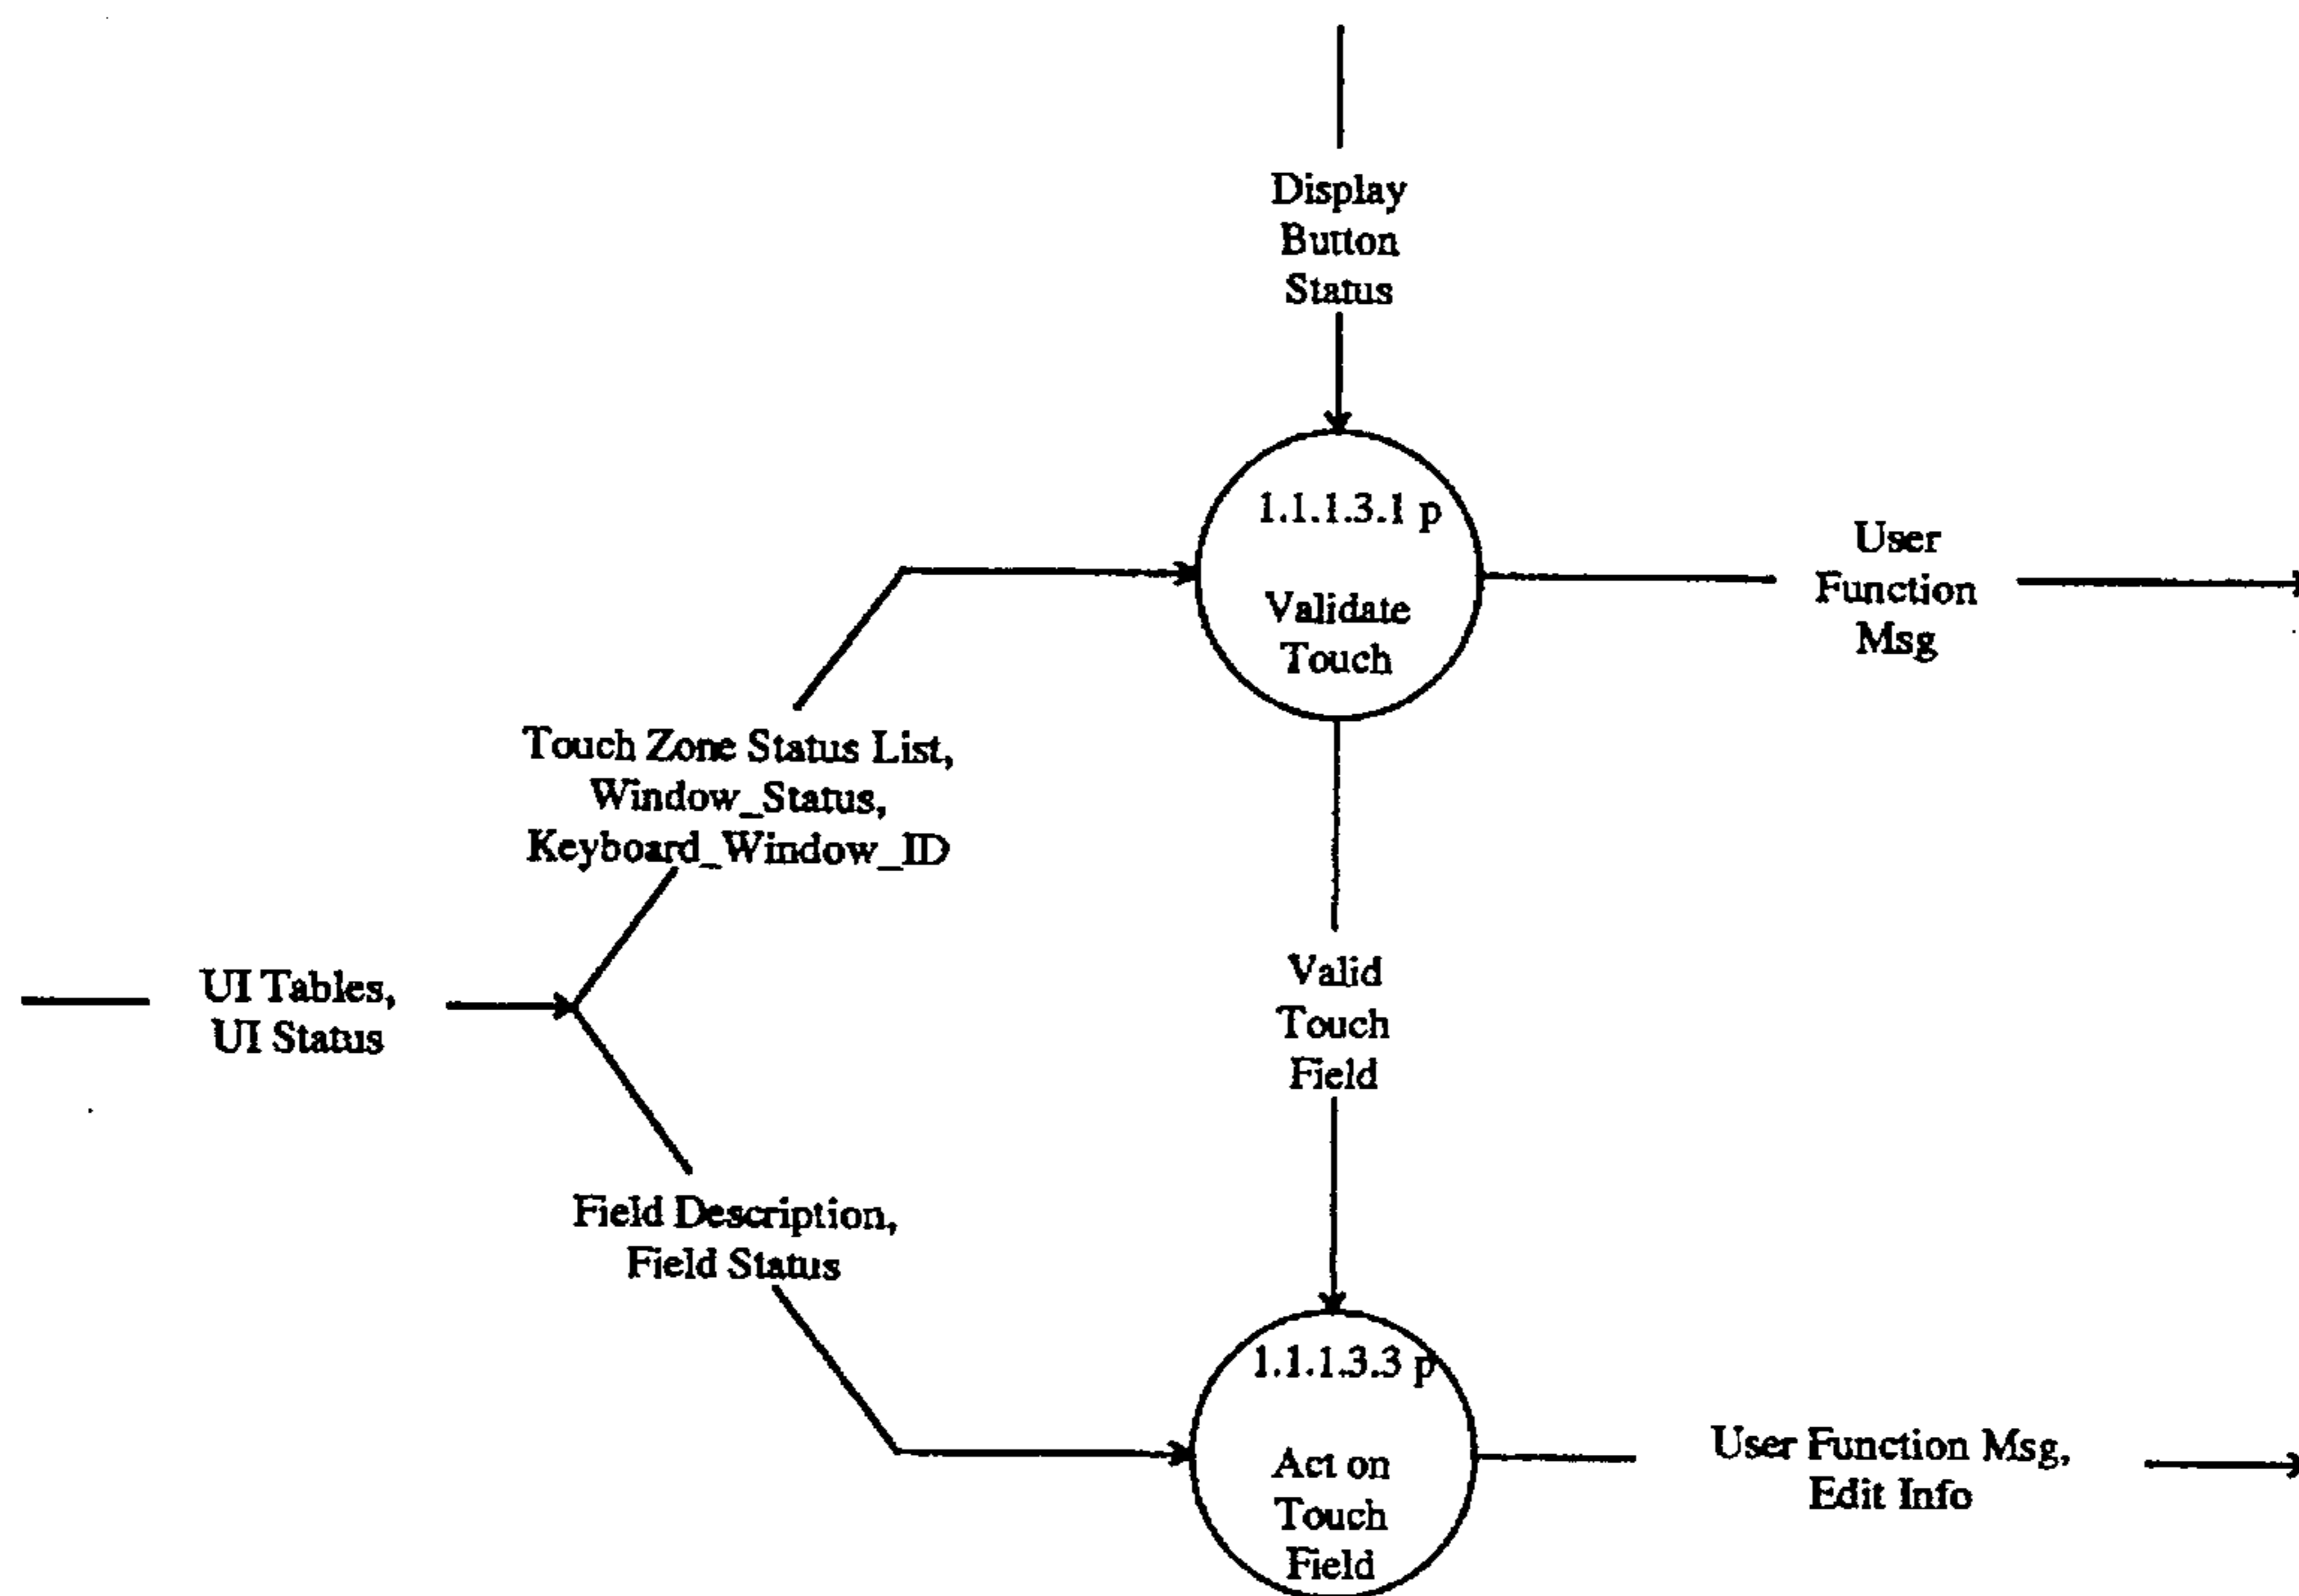 Display
Button
Status
1.1.1.3.1 p
Validate
Touch
User
Function
Msg
Touch Zone Status List,
Window_Status,
Keyboard_Window_ID
UI Tables,
UI Status
Valid
Touch
Field
Field Description,
Field Status
1.1.1.3.3 p
Act on
Touch
Field
User Function Msg,
Edit Info